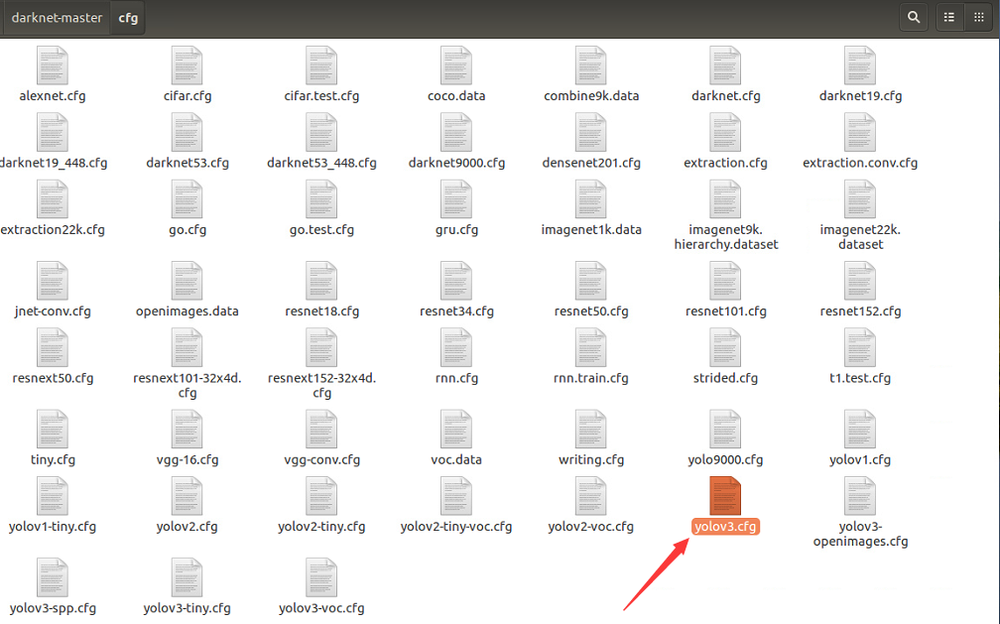 darknet-master cfg
alexnet.cfg cifar.cfg cifar.test.cfg coco.data combine9k.data darknet.cfg darknet19.cfg
darknet19_448.cfg darknet53.cfg darknet53_448.cfg darknet9000.cfg densenet201.cfg extraction.cfg extraction.conv.cfg
extraction22k.cfg go.cfg go.test.cfg gru.cfg imagenet1k.data imagenet9k. imagenet22k.
hierarchy.dataset dataset
jnet-conv.cfg openimages.data resnet18.cfg resnet34.cfg resnet50.cfg resnet101.cfg resnet152.cfg
resnext50.cfg resnext101-32x4d. resnext152-32x4d. rnn.cfg rnn.train.cfg strided.cfg t1.test.cfg
cfg cfg
tiny.cfg vgg-16.cfg vgg-conv.cfg voc.data writing.cfg yolo9000.cfg yolov1.cfg
yolov1-tiny.cfg yolov2.cfg yolov2-tiny.cfg yolov2-tiny-voc.cfg yolov2-voc.cfg yolov3.cfg yolov3-
openimages.cfg
yolov3-spp.cfg yolov3-tiny.cfg yolov3-voc.cfg